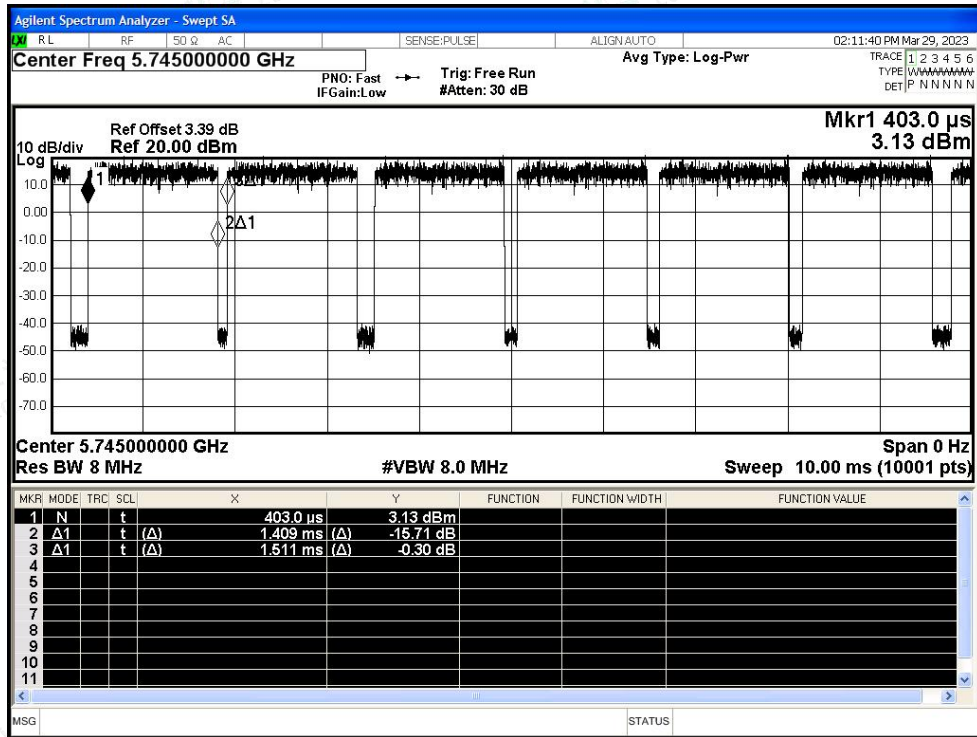 Agilent Spectrum Analyzer - Swept SA
LXI RL RF 50 Ω AC SENSE:PULSE ALIGNAUTO 02:11:40 PM Mar 29, 2023
Center Freq 5.745000000 GHz
PNO: Fast
IFGain:Low
Trig: Free Run
#Atten: 30 dB
Avg Type: Log-Pwr
TRACE 1 2 3 4 5 6
TYPE
DET P N N N N N
Mkr1 403.0 µs
3.13 dBm
Ref Offset 3.39 dB
10 dB/div Ref 20.00 dBm
Log
10.0
0.00
-10.0
-20.0
-30.0
-40.0
-50.0
-60.0
-70.0
1
2Δ1
Center 5.745000000 GHz Span 0 Hz
Res BW 8 MHz #VBW 8.0 MHz Sweep 10.00 ms (10001 pts)
MKR MODE TRC SCL X Y FUNCTION FUNCTION WIDTH FUNCTION VALUE
1 N t 403.0 µs 3.13 dBm
2 Δ1 t (Δ) 1.409 ms (Δ) -15.71 dB
3 Δ1 t (Δ) 1.511 ms (Δ) -0.30 dB
4
5
6
7
8
9
10
11
MSG STATUS